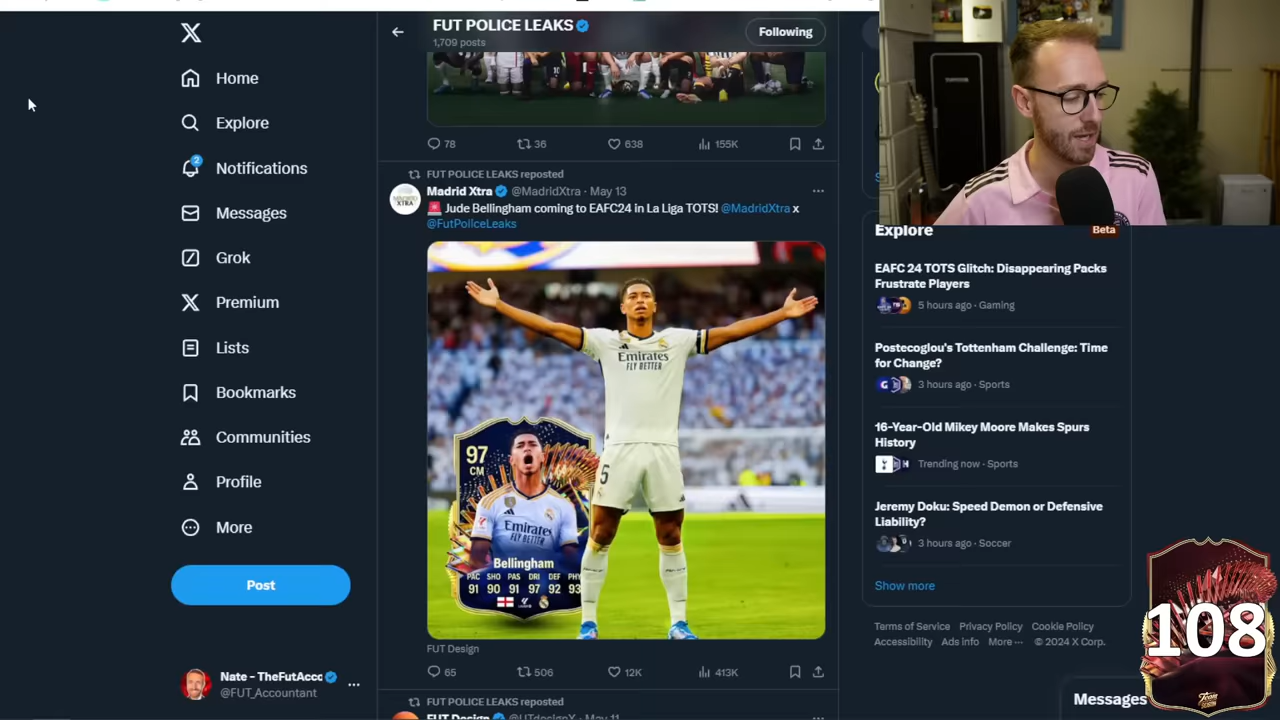 FUT POLICE LEAKS
1,709 posts
Following
Home
Explore
2
Notifications
Messages
Grok
Premium
Lists
Bookmarks
Communities
Profile
More
Post
Nate - TheFutAccc
@FUT_Accountant
78
36
638
155K
FUT POLICE LEAKS reposted
Madrid Xtra @MadridXtra · May 13
🚨 Jude Bellingham coming to EAFC24 in La Liga TOTS! @MadridXtra x
@FutPoliceLeaks
Emirates
FLY BETTER
5
97
CM
Emirates
FLY BETTER
Bellingham
PAC SHO PAS DRI DEF PHY
91 90 91 97 92 93
FUT Design
65
506
12K
413K
FUT POLICE LEAKS reposted
FUT Design @FUTdesignX · May 11
Explore
Beta
EAFC 24 TOTS Glitch: Disappearing Packs
Frustrate Players
5 hours ago · Gaming
Postecoglou's Tottenham Challenge: Time
for Change?
3 hours ago · Sports
16-Year-Old Mikey Moore Makes Spurs
History
Trending now · Sports
Jeremy Doku: Speed Demon or Defensive
Liability?
3 hours ago · Soccer
Show more
Terms of Service Privacy Policy Cookie Policy
Accessibility Ads info More ··· © 2024 X Corp.
Messages
108